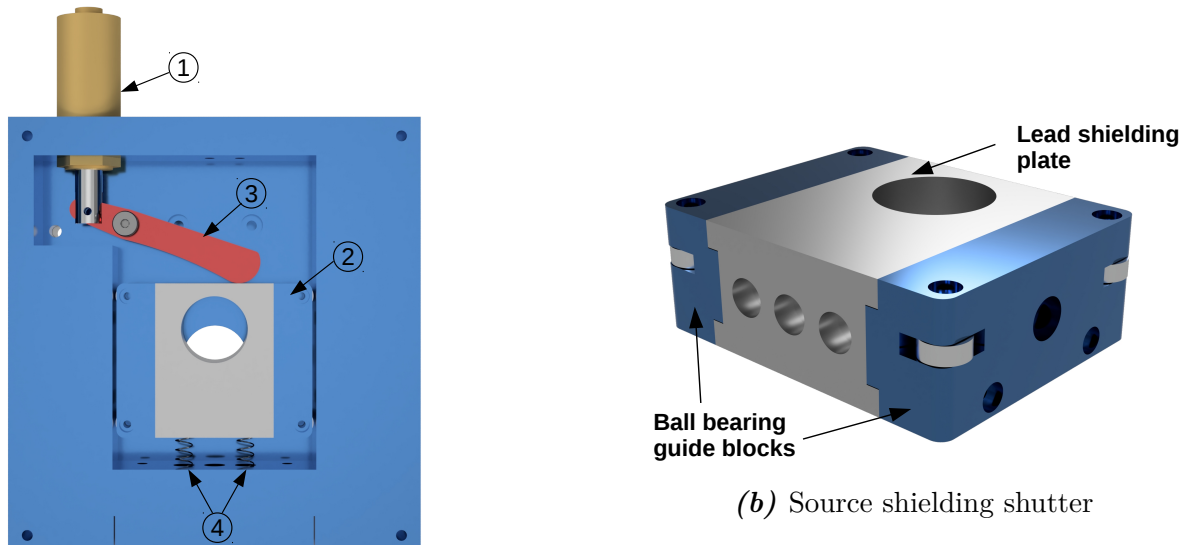 ①
③
②
④
Lead shielding
plate
Ball bearing
guide blocks
(b) Source shielding shutter